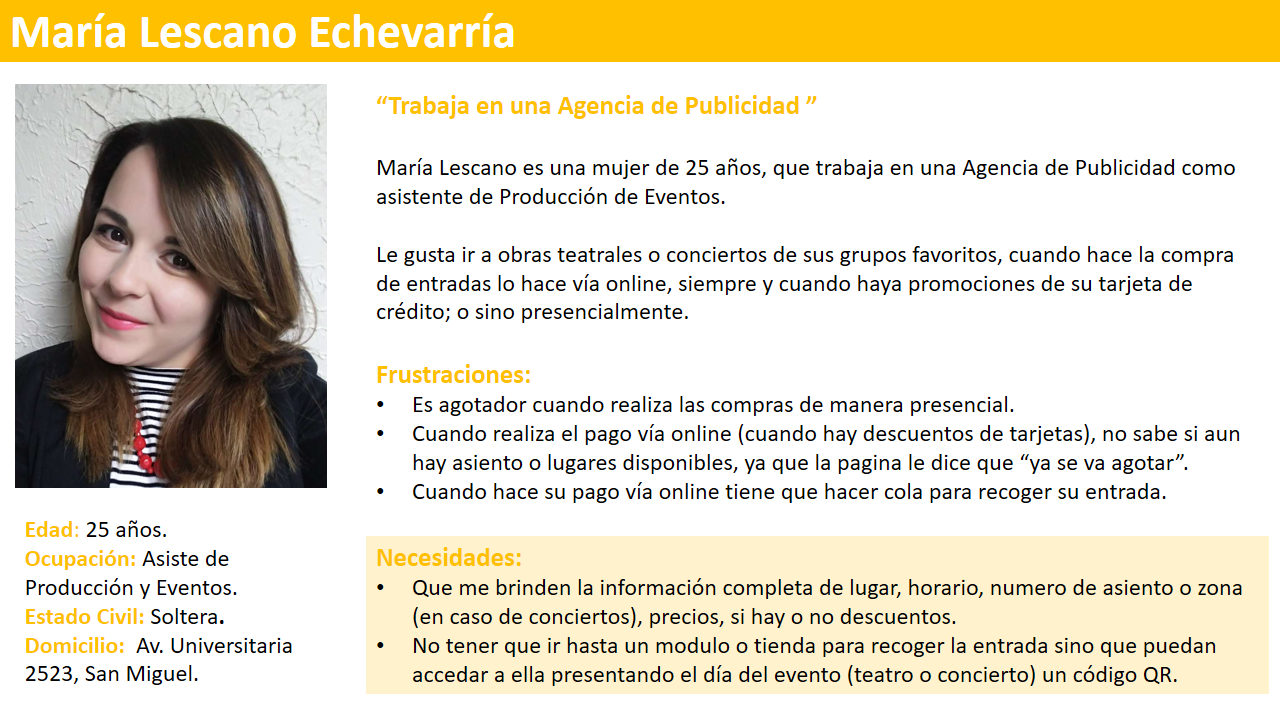 María Lescano Echevarría
“Trabaja en una Agencia de Publicidad ”
María Lescano es una mujer de 25 años, que trabaja en una Agencia de Publicidad como
asistente de Producción de Eventos.
Le gusta ir a obras teatrales o conciertos de sus grupos favoritos, cuando hace la compra
de entradas lo hace vía online, siempre y cuando haya promociones de su tarjeta de
crédito; o sino presencialmente.
Frustraciones:
• Es agotador cuando realiza las compras de manera presencial.
• Cuando realiza el pago vía online (cuando hay descuentos de tarjetas), no sabe si aun
hay asiento o lugares disponibles, ya que la pagina le dice que “ya se va agotar”.
• Cuando hace su pago vía online tiene que hacer cola para recoger su entrada.
Edad: 25 años.
Ocupación: Asiste de
Producción y Eventos.
Estado Civil: Soltera.
Domicilio: Av. Universitaria
2523, San Miguel.
Necesidades:
• Que me brinden la información completa de lugar, horario, numero de asiento o zona
(en caso de conciertos), precios, si hay o no descuentos.
• No tener que ir hasta un modulo o tienda para recoger la entrada sino que puedan
accedar a ella presentando el día del evento (teatro o concierto) un código QR.